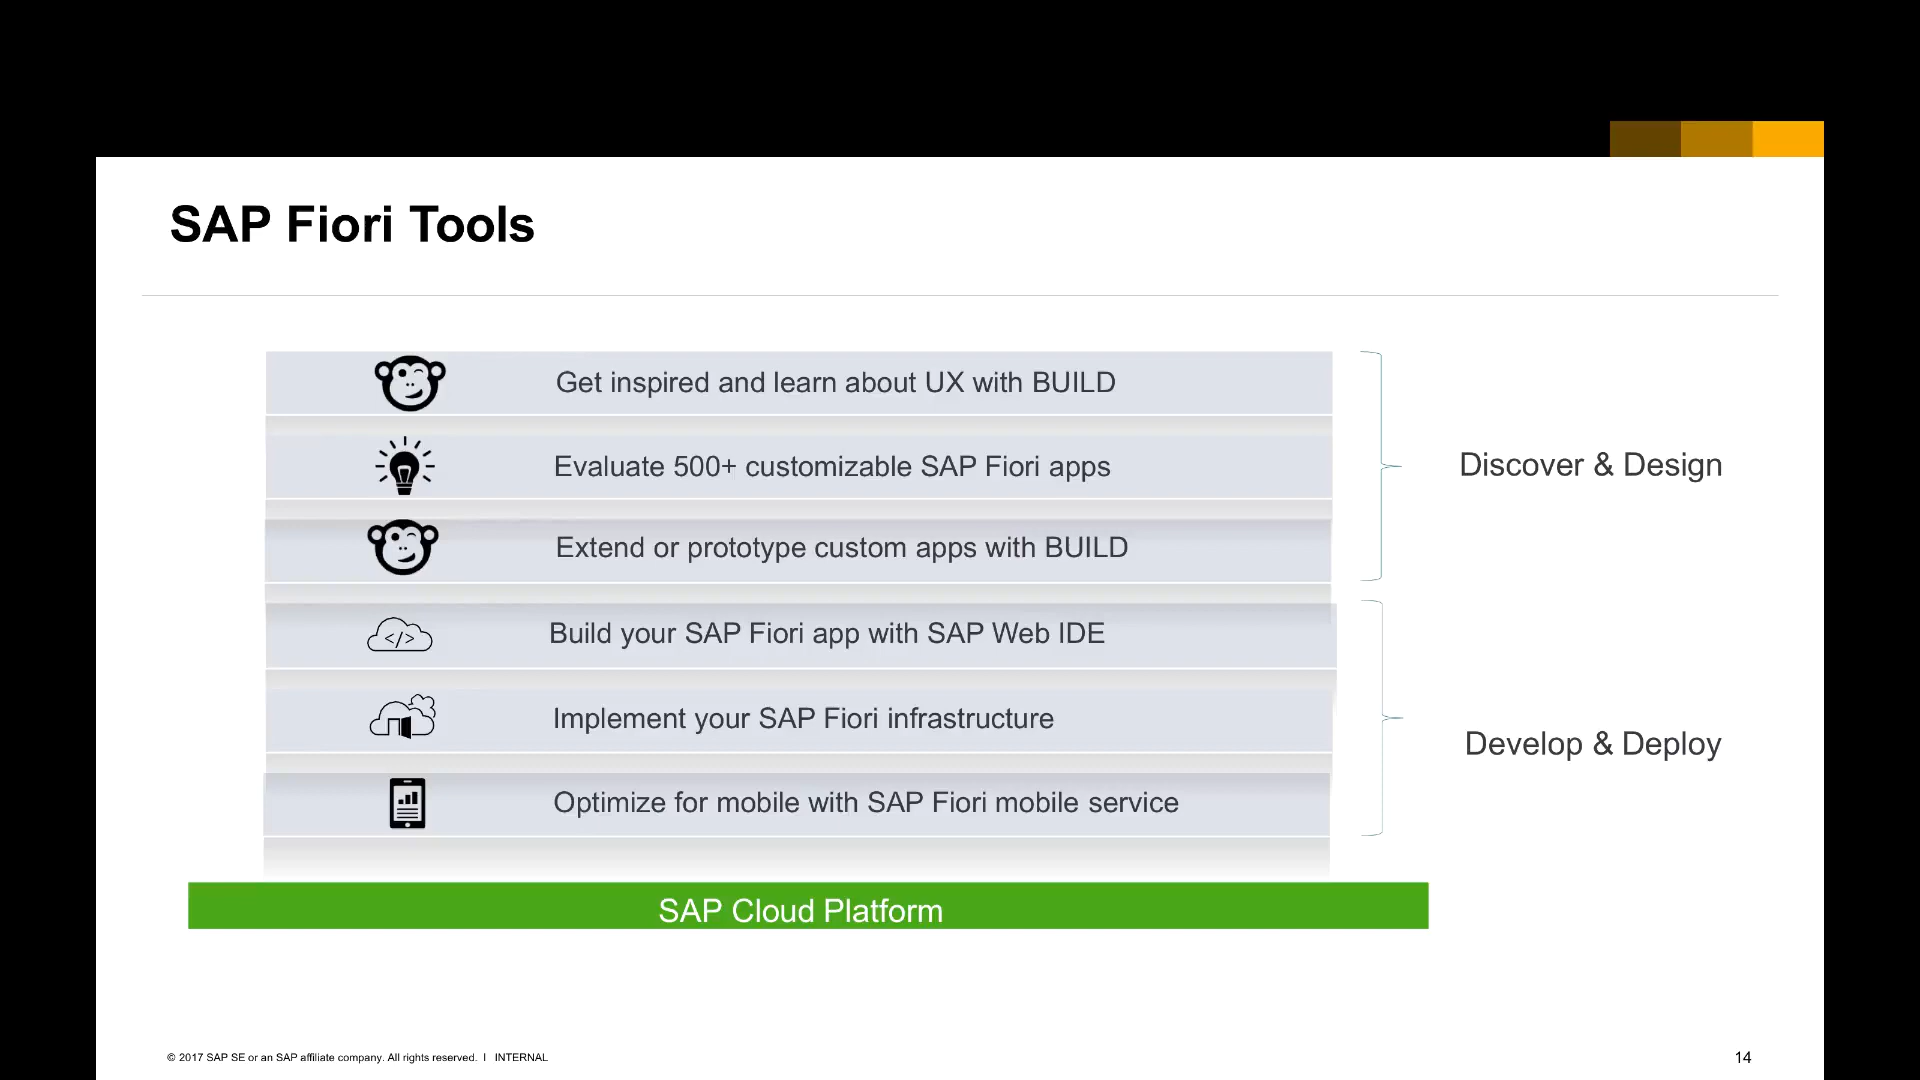 SAP Fiori Tools
Get inspired and learn about UX with BUILD
Evaluate 500+ customizable SAP Fiori apps
Extend or prototype custom apps with BUILD
Discover & Design
</>
Build your SAP Fiori app with SAP Web IDE
Implement your SAP Fiori infrastructure
Optimize for mobile with SAP Fiori mobile service
Develop & Deploy
SAP Cloud Platform
© 2017 SAP SE or an SAP affiliate company. All rights reserved. I INTERNAL
14